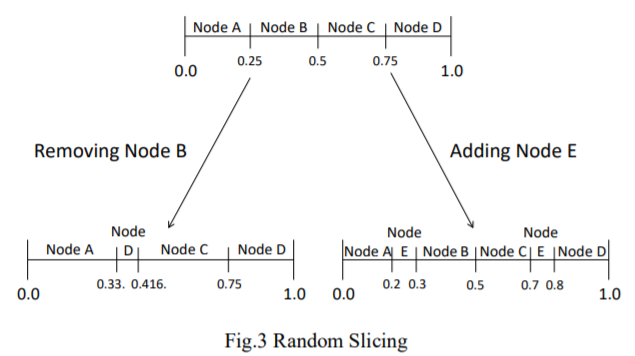 Node A Node B Node C Node D
0.25 0.5 0.75
0.0 1.0
Removing Node B
Adding Node E
Node
Node A D Node C Node D
0.33. 0.416. 0.75
0.0 1.0
Node Node
Node A E Node B Node C E Node D
0.2 0.3 0.5 0.7 0.8
0.0 1.0
Fig.3 Random Slicing